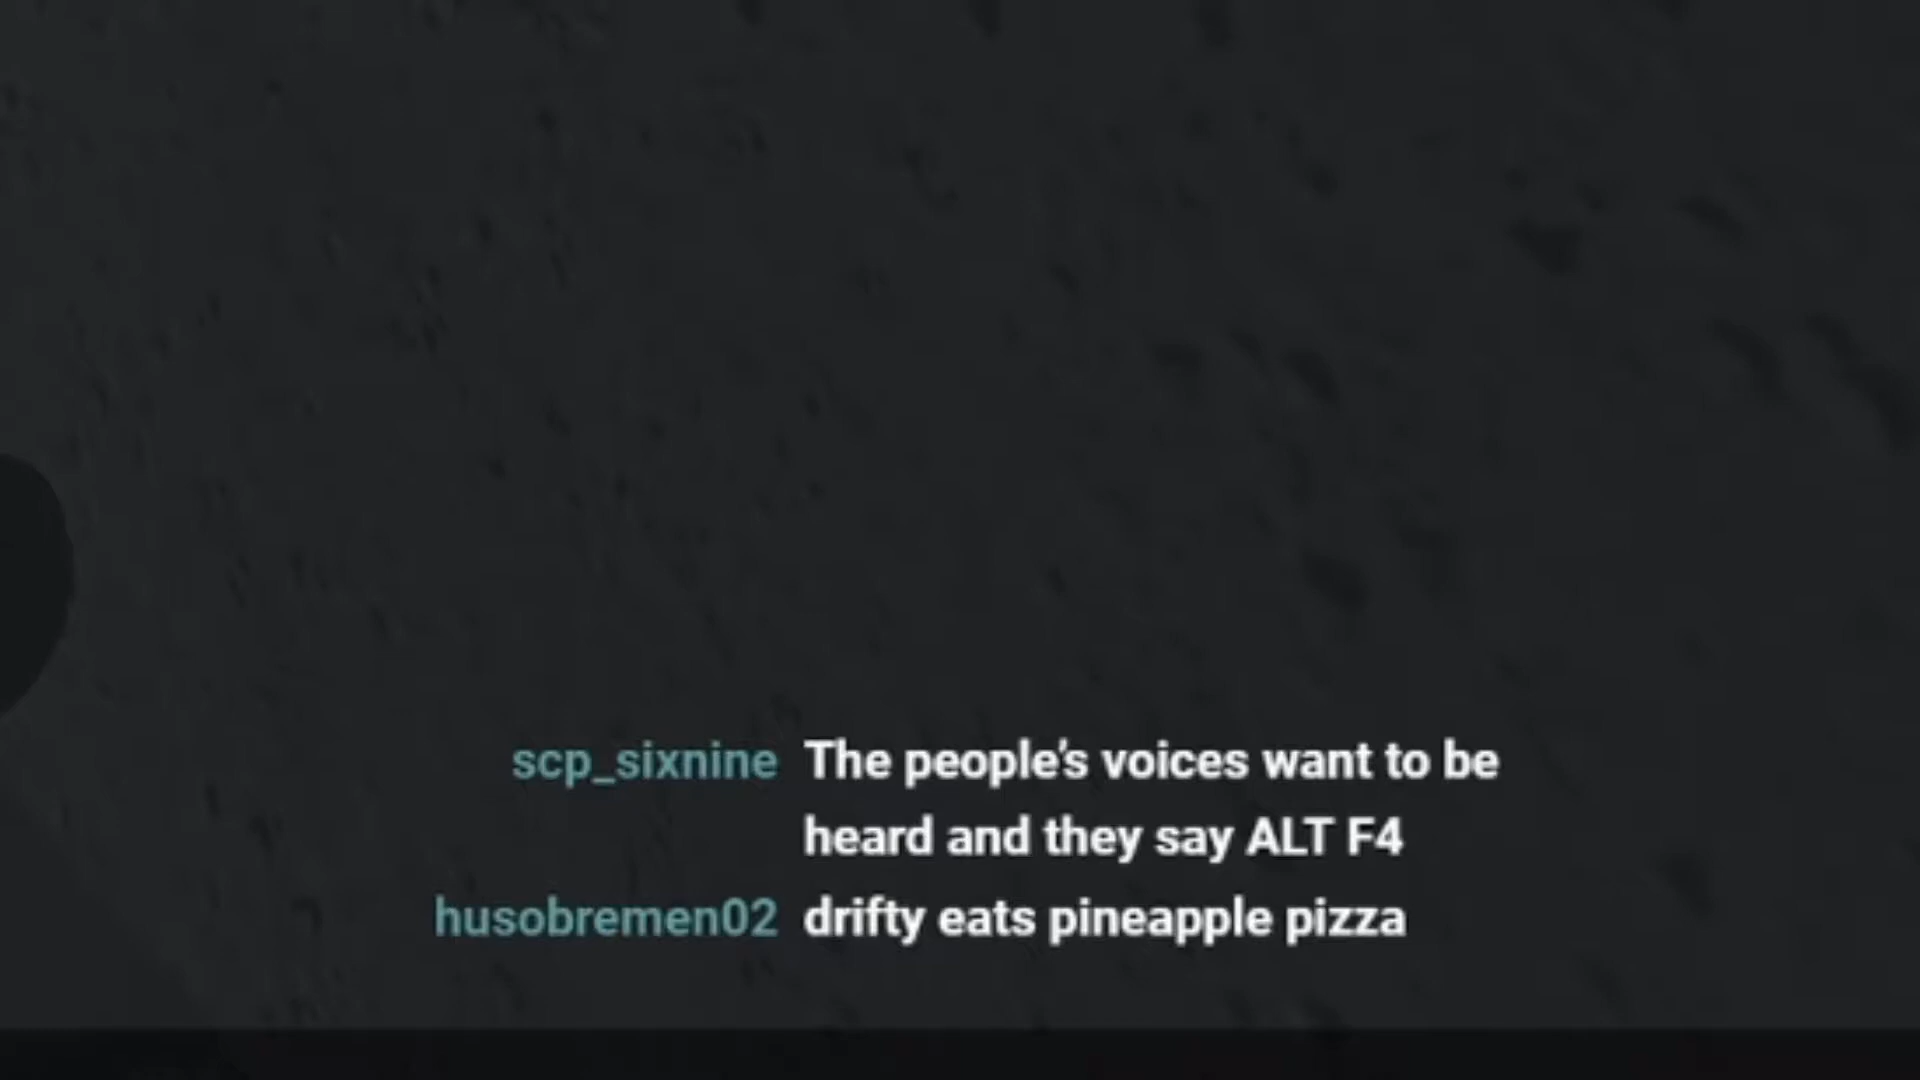 scp_sixnine The people's voices want to be
heard and they say ALT F4
husobremen02 drifty eats pineapple pizza